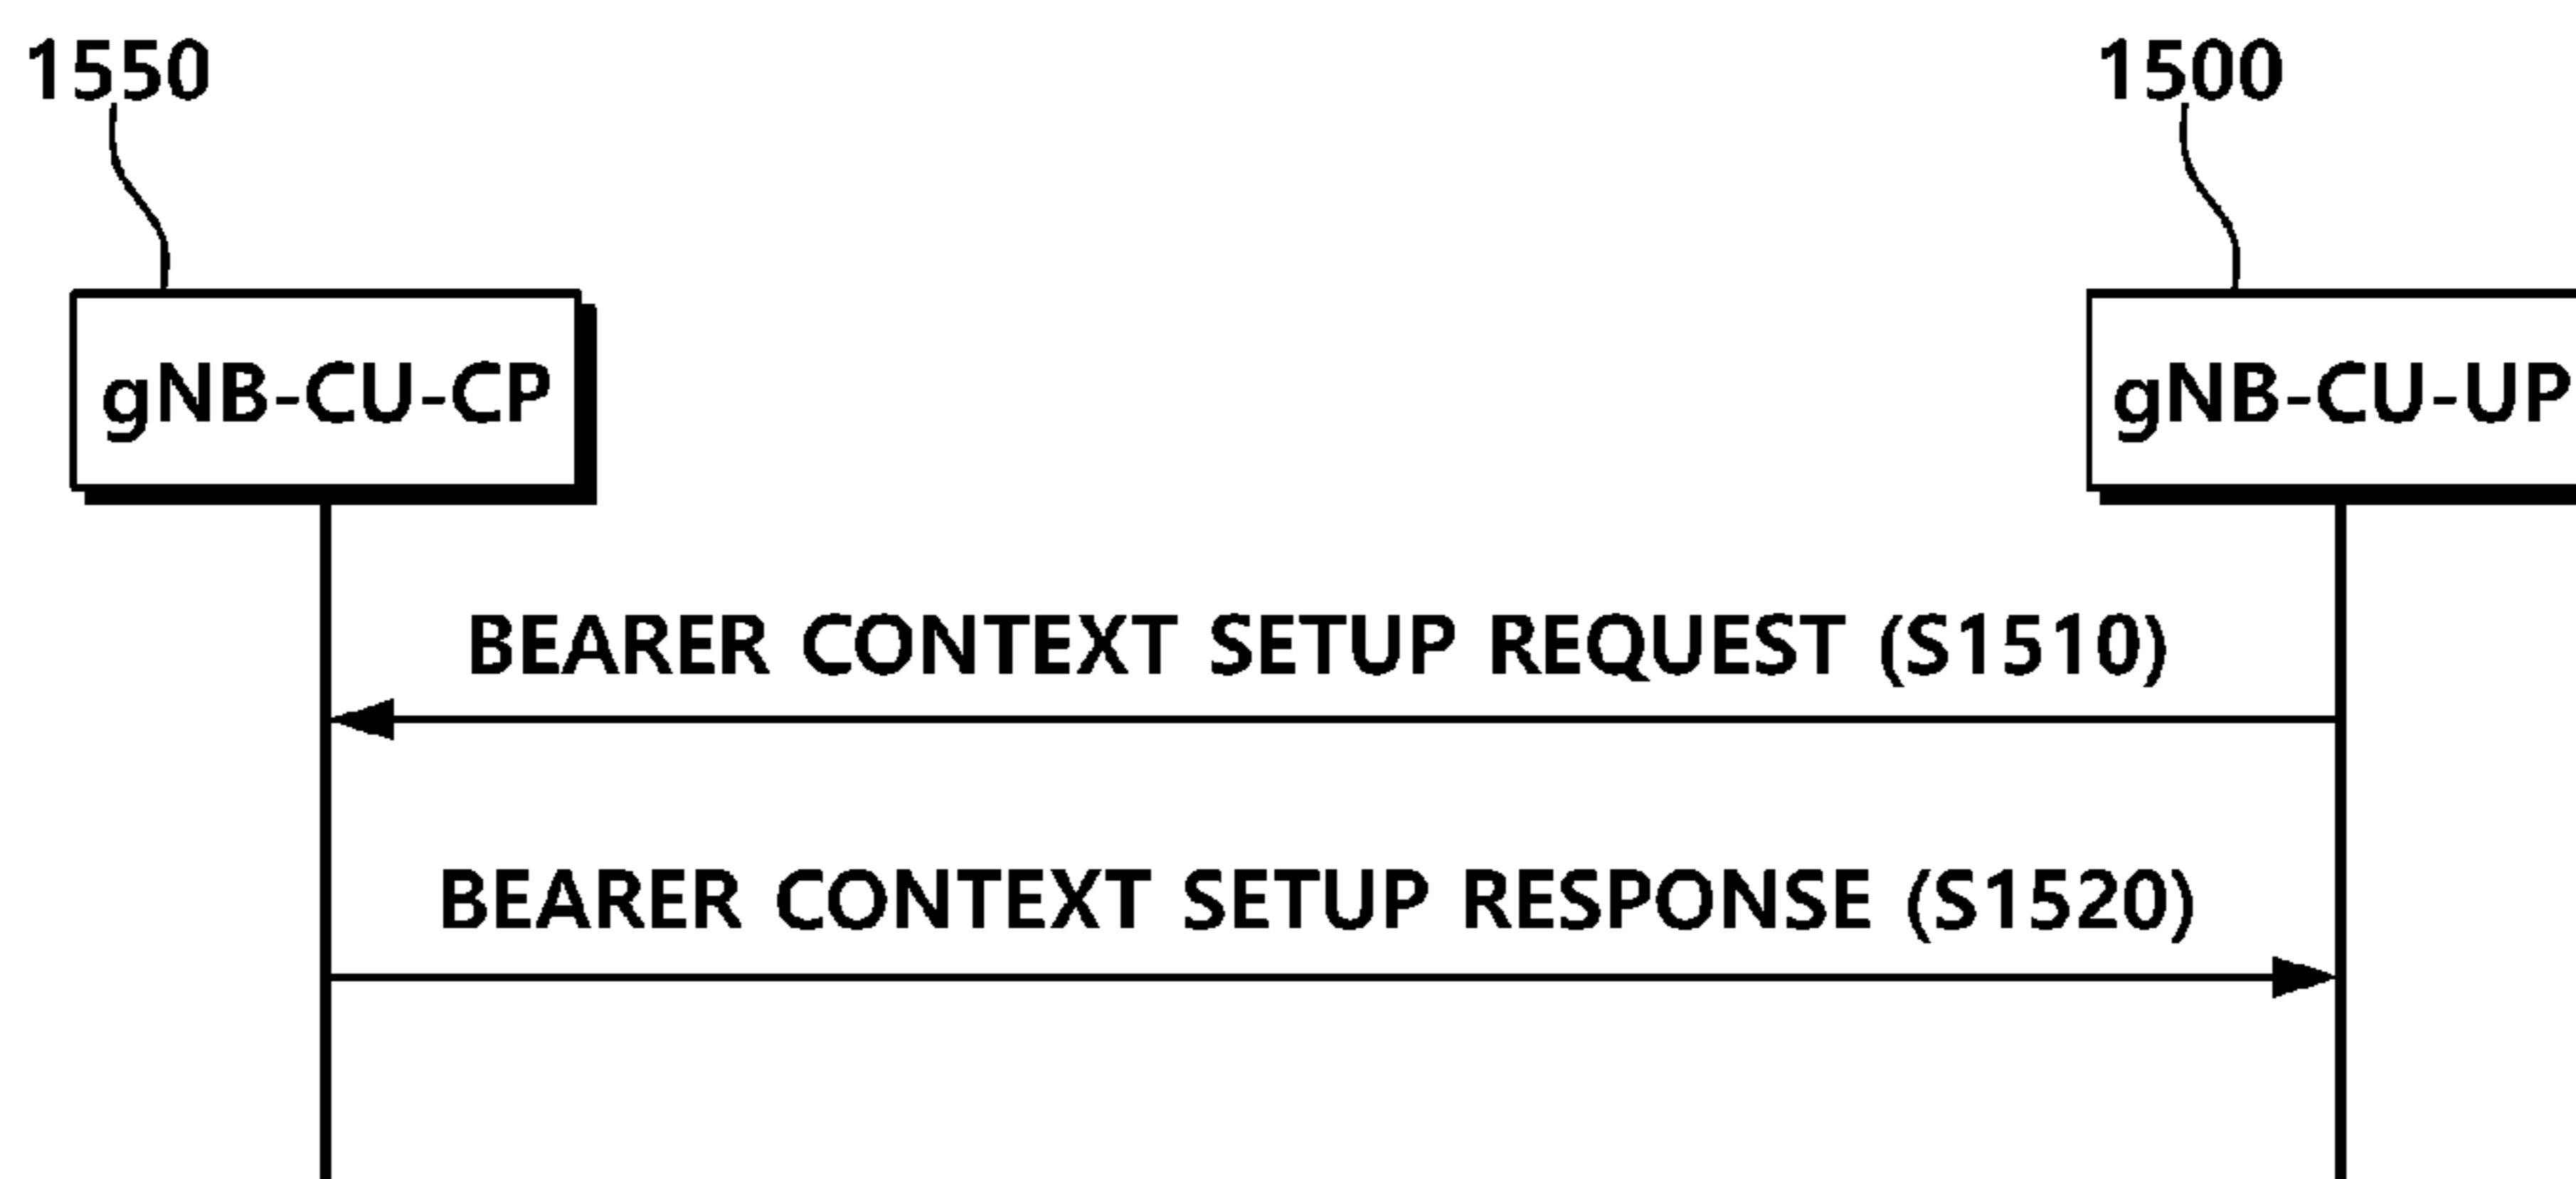 1550
1500
gNB-CU-CP
gNB-CU-UP
BEARER CONTEXT SETUP REQUEST (S1510)
BEARER CONTEXT SETUP RESPONSE (S1520)